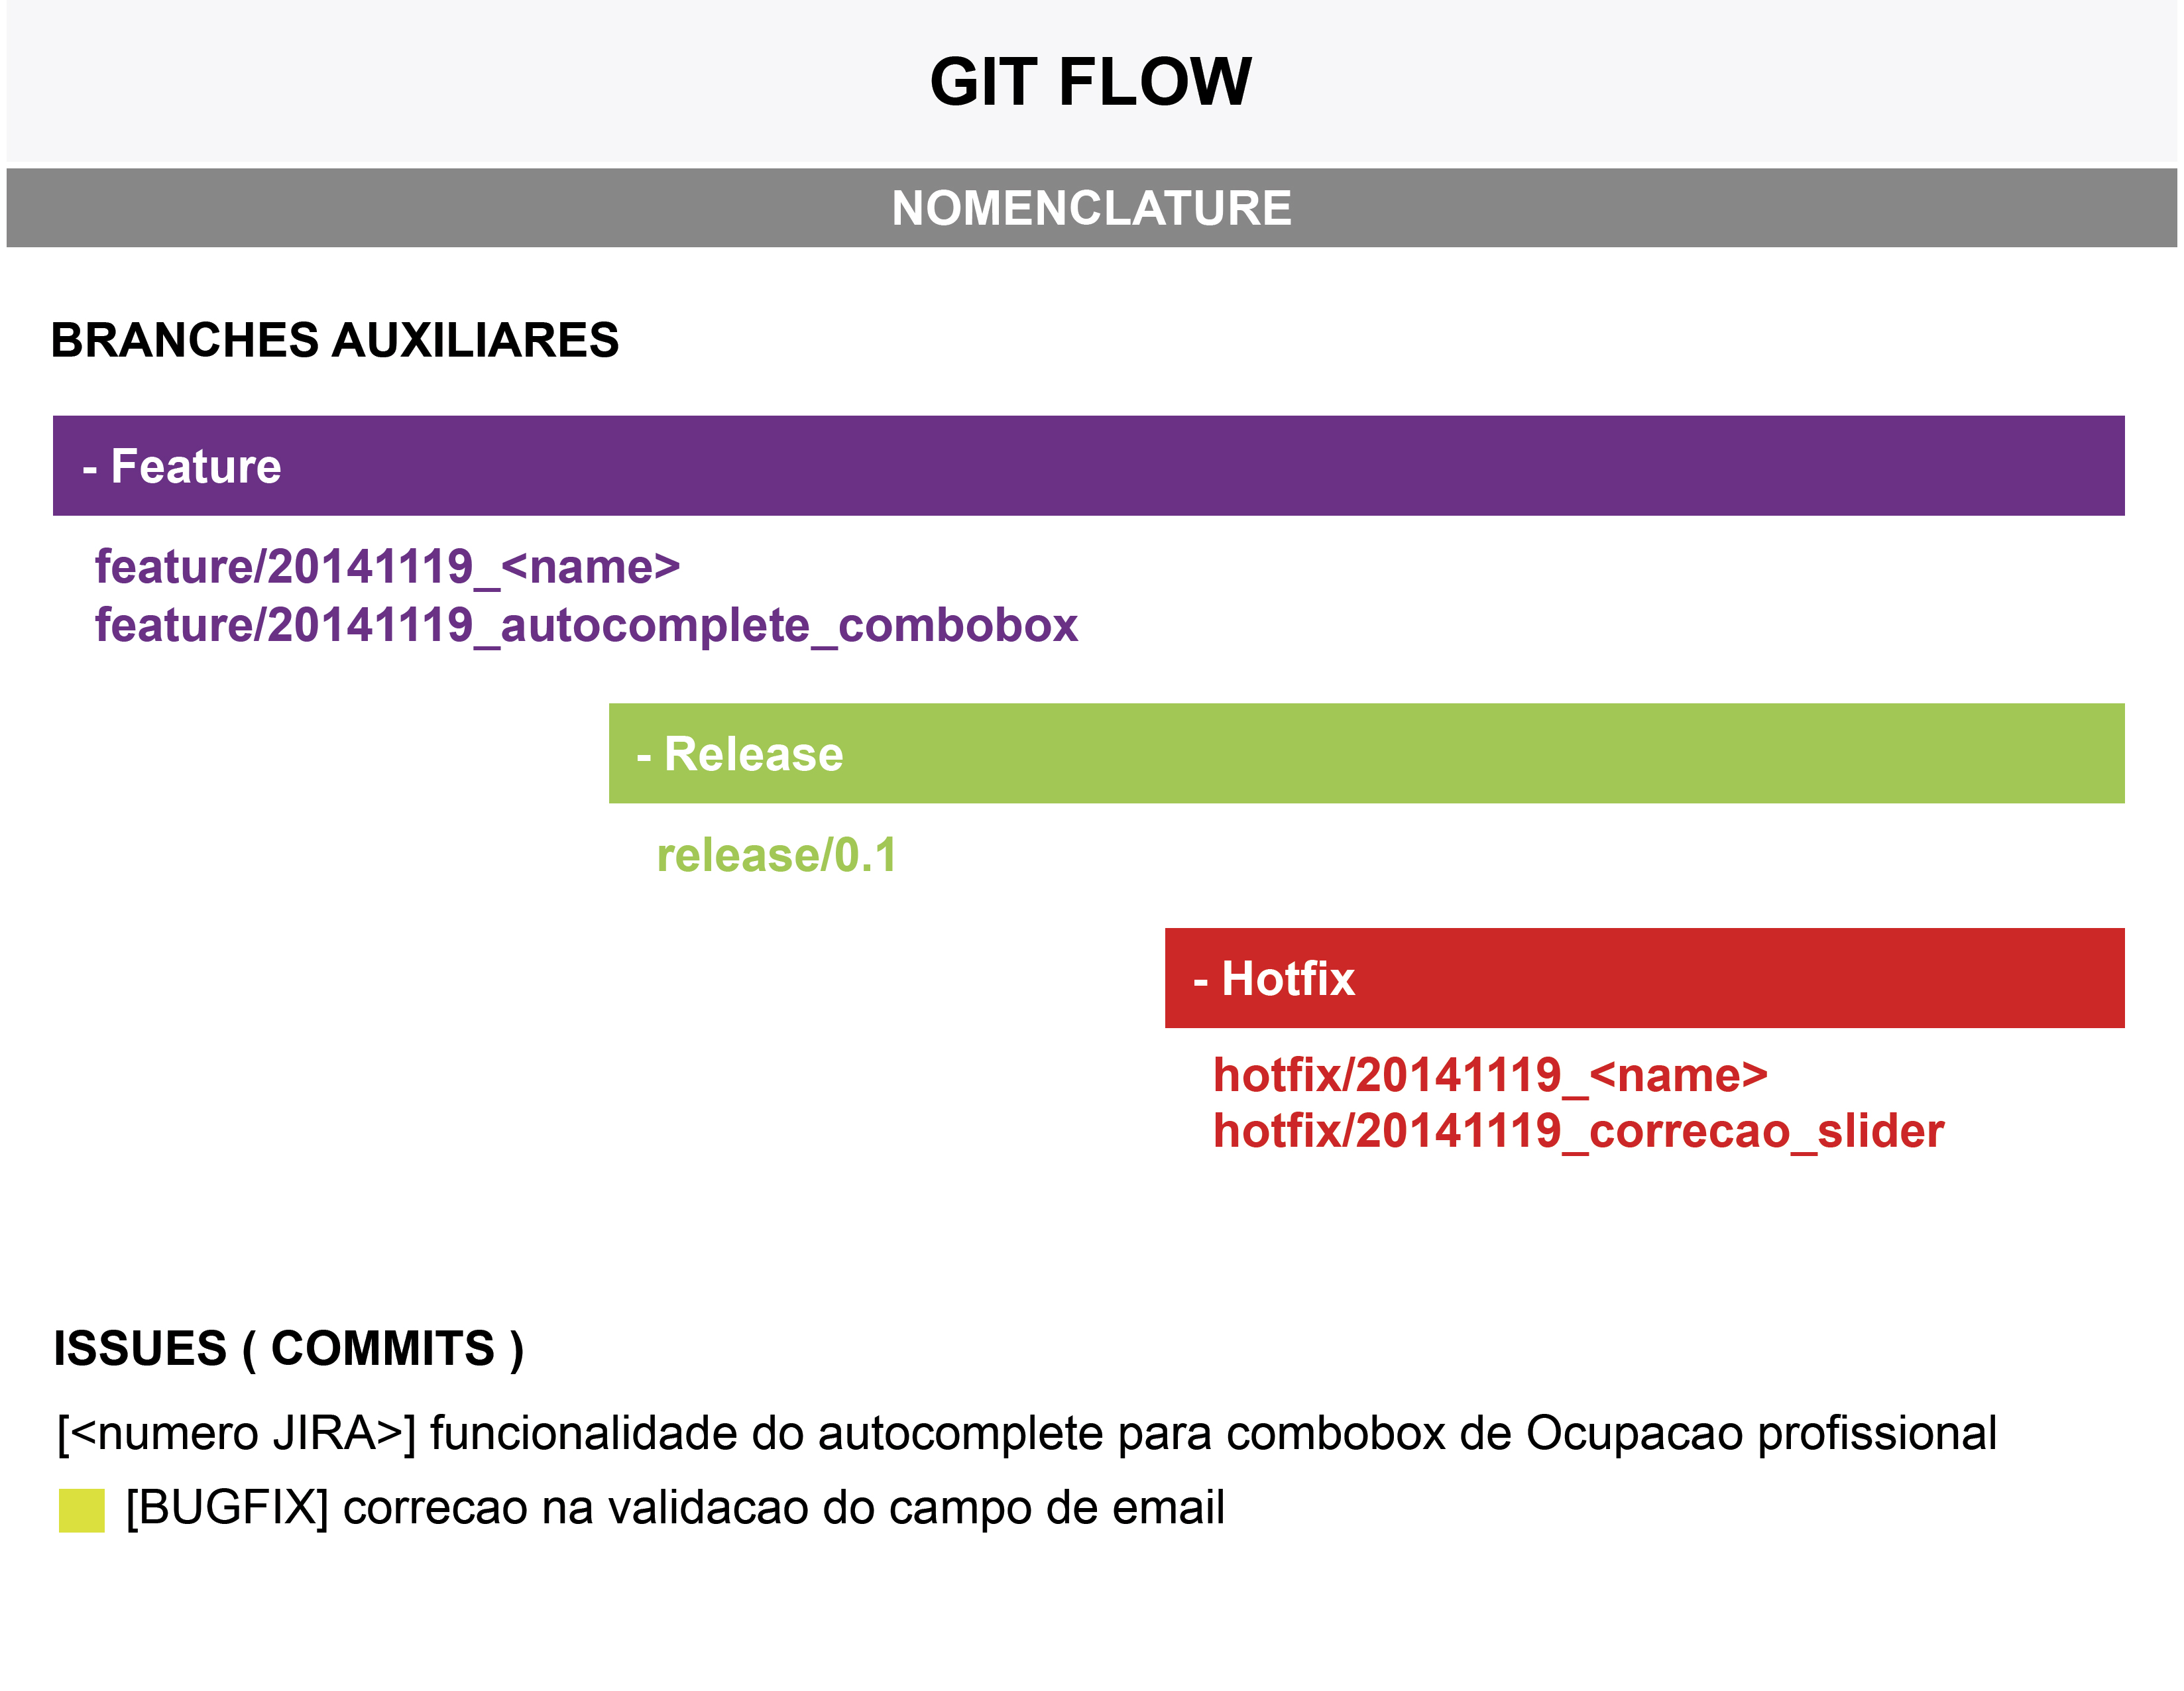 GIT FLOW
NOMENCLATURE
BRANCHES AUXILIARES
- Feature
feature/20141119_<name>
feature/20141119_autocomplete_combobox
- Release
release/0.1
- Hotfix
hotfix/20141119_<name>
hotfix/20141119_correcao_slider
ISSUES ( COMMITS )
[<numero JIRA>] funcionalidade do autocomplete para combobox de Ocupacao profissional
[BUGFIX] correcao na validacao do campo de email